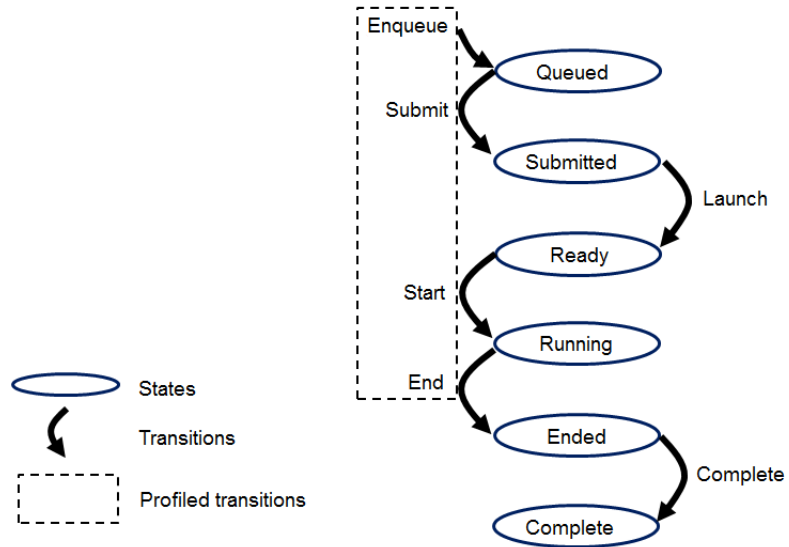 Enqueue
Queued
Submit
Submitted
Launch
Ready
Start
Running
End
States
Ended
Transitions
Complete
Profiled transitions
Complete